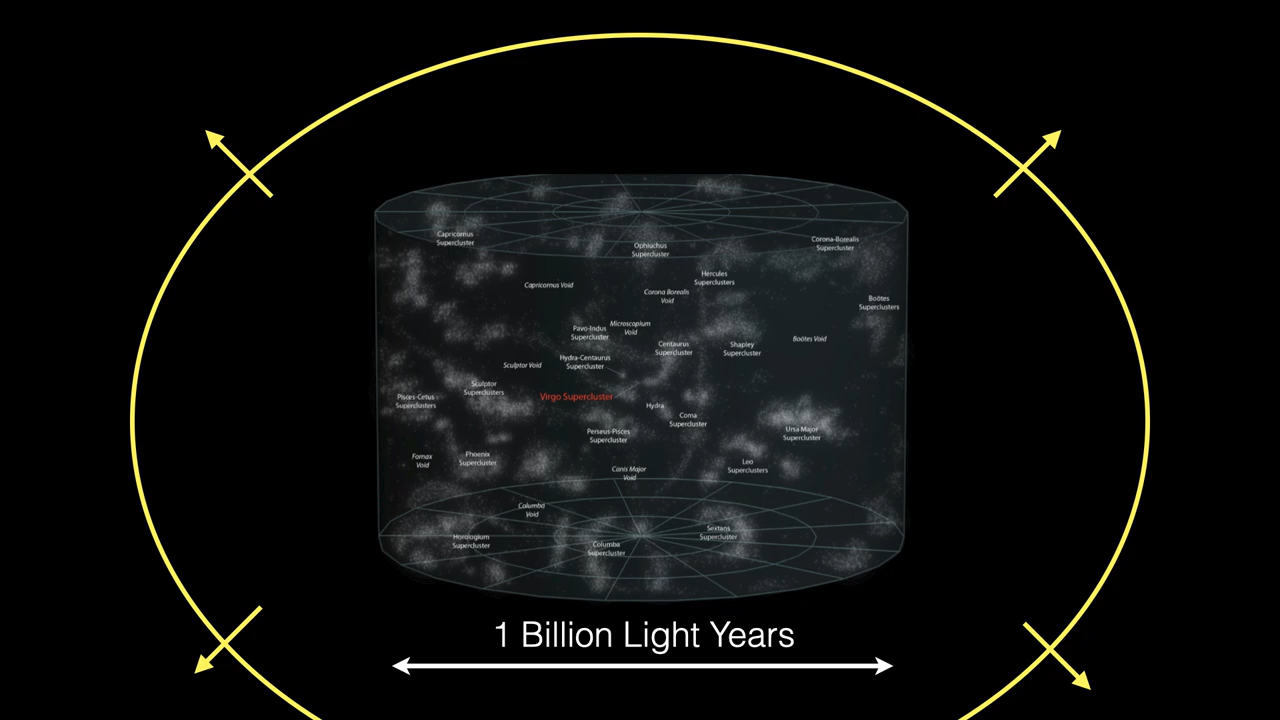 Capricornus
Supercluster
Ophiuchus
Supercluster
Corona-Borealis
Supercluster
Hercules
Superclusters
Capricornus Void
Corona Borealis
Void
Boötes
Superclusters
Pavo-Indus
Supercluster
Microscopium
Void
Centaurus
Supercluster
Shapley
Supercluster
Boötes Void
Sculptor Void
Hydra-Centaurus
Supercluster
Sculptor
Superclusters
Pisces-Cetus
Superclusters
Virgo Supercluster
Hydra
Coma
Supercluster
Perseus-Pisces
Supercluster
Ursa Major
Supercluster
Fornax
Void
Phoenix
Supercluster
Canis Major
Void
Leo
Superclusters
Columba
Void
Horologium
Supercluster
Columba
Supercluster
Sextans
Supercluster
1 Billion Light Years